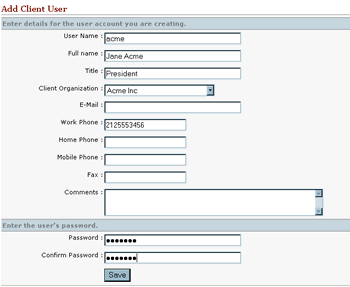 Add Client User
Enter details for the user account you are creating.
User Name : acme
Full name : Jane Acme
Title : President
Client Organization : Acme Inc
E-Mail :
Work Phone : 2125553456
Home Phone :
Mobile Phone :
Fax :
Comments :
Enter the user's password.
Password : •••••••
Confirm Password : •••••••
Save